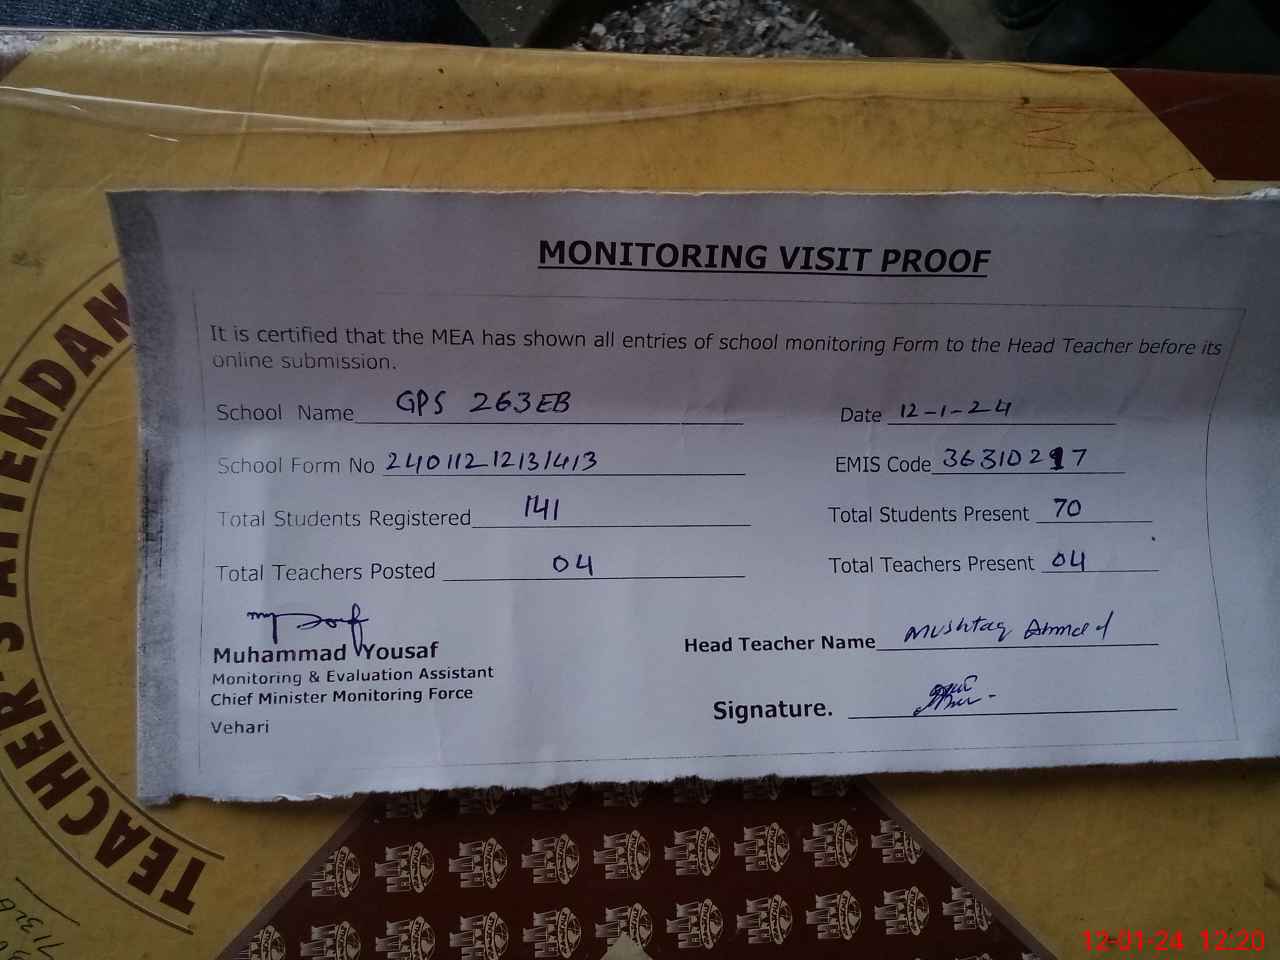 MONITORING VISIT PROOF
It is certified that the MEA has shown all entries of school monitoring Form to the Head Teacher before its
online submission.
School Name GPS 263EB
Date 12-1-24
School Form No 24011212131413
EMIS Code 36310297
Total Students Registered 141
Total Students Present 70
Total Teachers Posted 04
Total Teachers Present 04
Muhammad Yousaf
Monitoring & Evaluation Assistant
Chief Minister Monitoring Force
Vehari
Head Teacher Name Mushtaq Ahmad
Signature.
TEACHER'S ATTENDAN
12-01-24 12:20